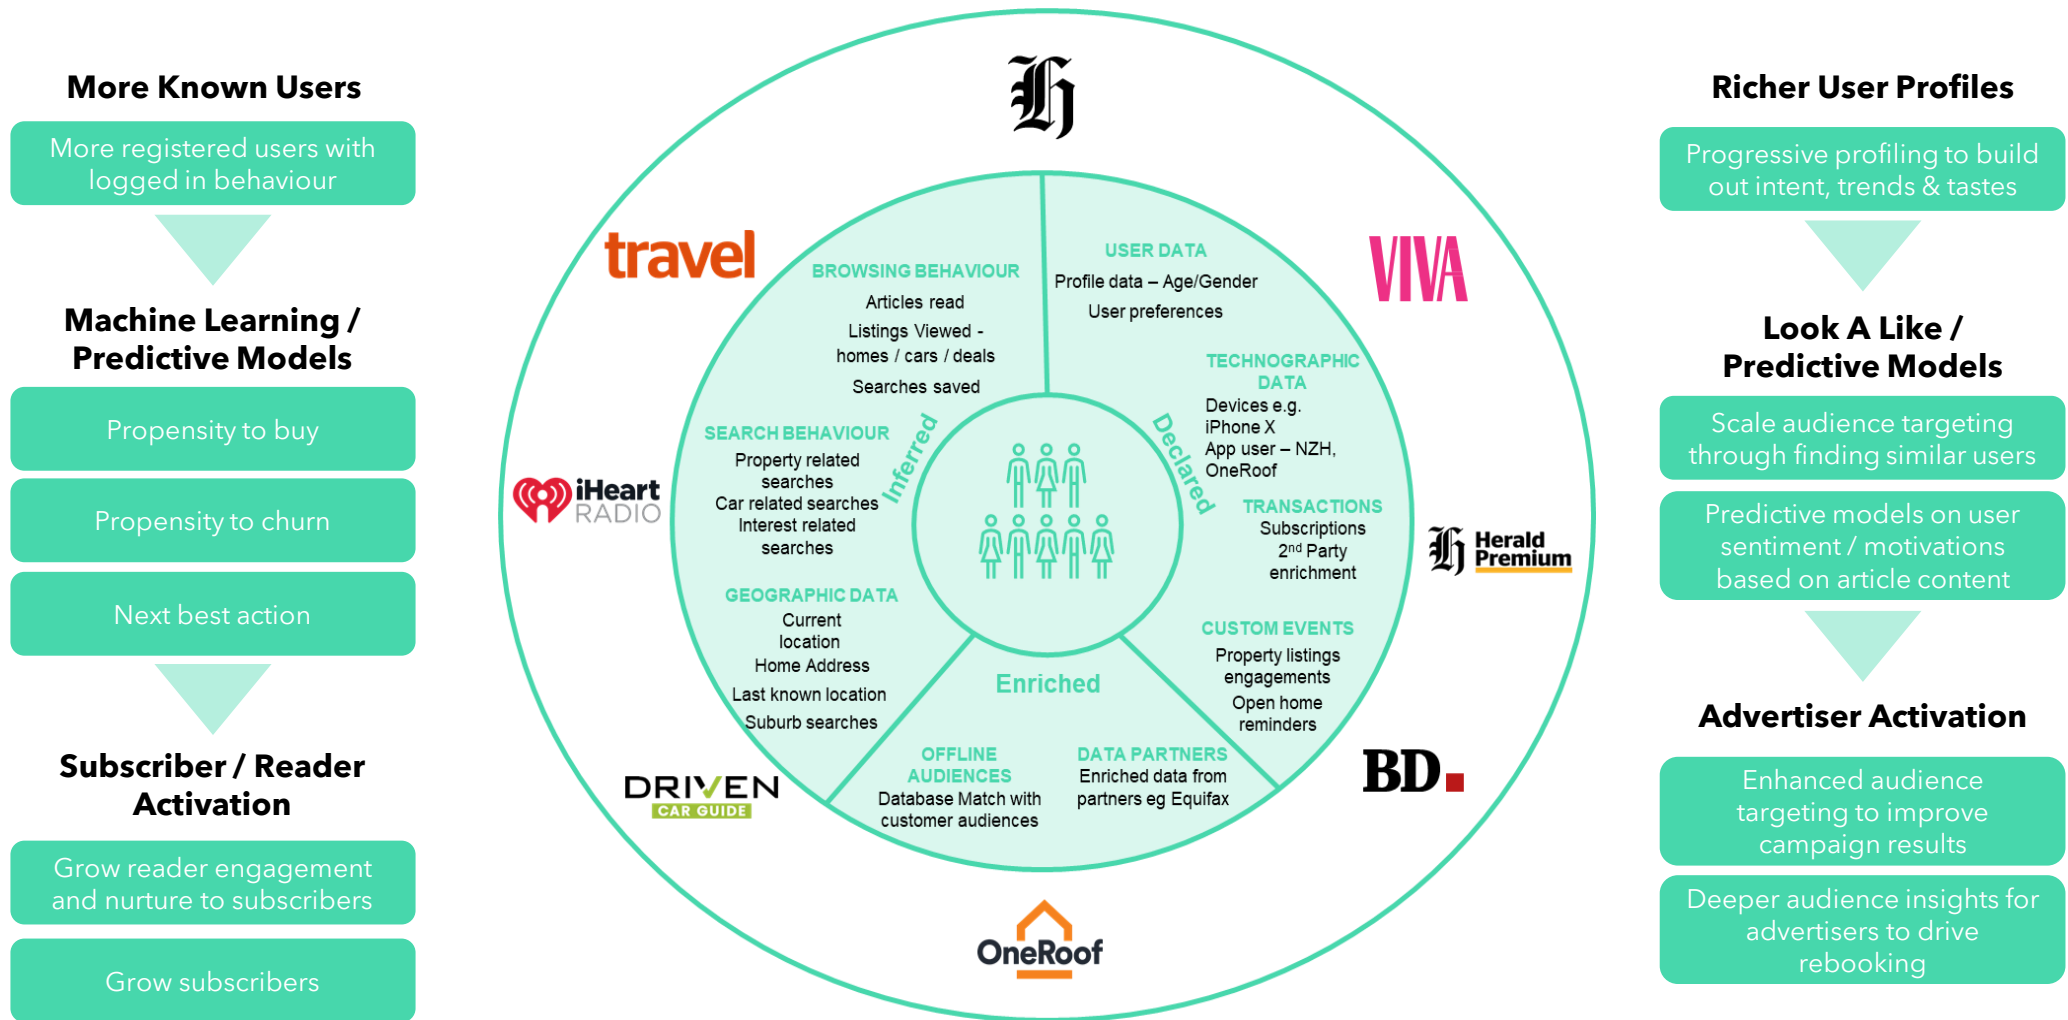 More Known Users
More registered users with
logged in behaviour
Machine Learning /
Predictive Models
Propensity to buy
Propensity to churn
Next best action
Subscriber / Reader
Activation
Grow reader engagement
and nurture to subscribers
Grow subscribers
travel
VIVA
iHeart
RADIO
Herald
Premium
DRIVEN
CAR GUIDE
BD.
OneRoof
Inferred
BROWSING BEHAVIOUR
Articles read
Listings Viewed -
homes / cars / deals
Searches saved
SEARCH BEHAVIOUR
Property related
searches
Car related searches
Interest related
searches
GEOGRAPHIC DATA
Current
location
Home Address
Last known location
Suburb searches
Declared
USER DATA
Profile data – Age/Gender
User preferences
TECHNOGRAPHIC
DATA
Devices e.g.
iPhone X
App user – NZH,
OneRoof
TRANSACTIONS
Subscriptions
2nd Party
enrichment
CUSTOM EVENTS
Property listings
engagements
Open home
reminders
Enriched
OFFLINE
AUDIENCES
Database Match with
customer audiences
DATA PARTNERS
Enriched data from
partners eg Equifax
Richer User Profiles
Progressive profiling to build
out intent, trends & tastes
Look A Like /
Predictive Models
Scale audience targeting
through finding similar users
Predictive models on user
sentiment / motivations
based on article content
Advertiser Activation
Enhanced audience
targeting to improve
campaign results
Deeper audience insights for
advertisers to drive
rebooking